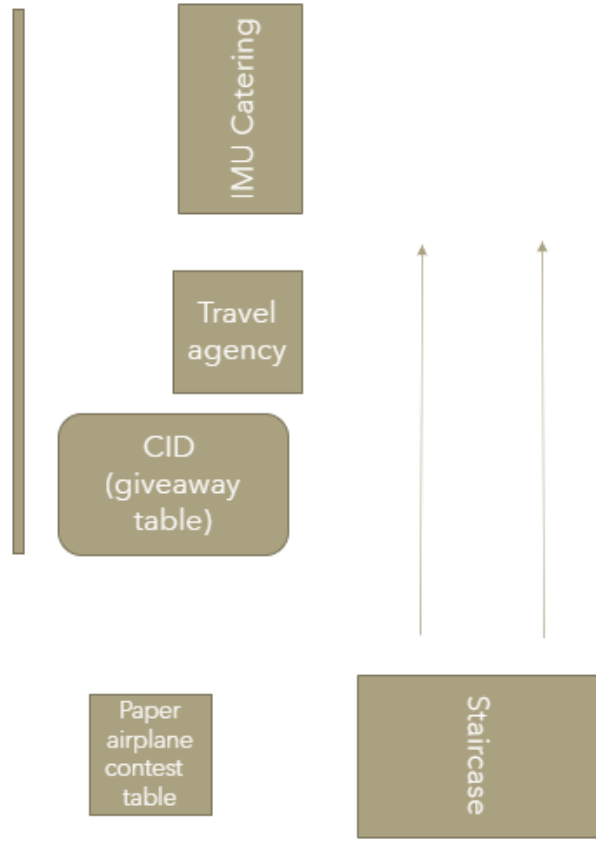 IMU Catering
Travel
agency
CID
(giveaway
table)
Paper
airplane
contest
table
Staircase